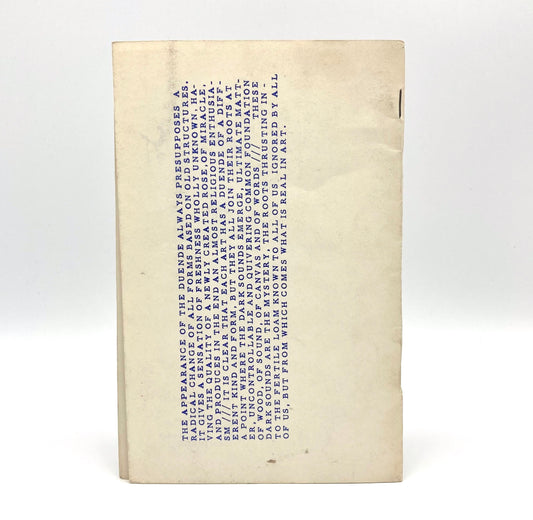 THE APPEARANCE OF THE DUENDE ALWAYS PRESUPPOSES A
RADICAL CHANGE OF ALL FORMS BASED ON OLD STRUCTURES.
IT GIVES A SENSATION OF FRESHNESS WHOLLY UNKNOWN, HA-
VING THE QUALITY OF A NEWLY CREATED ROSE, OF MIRACLE,
AND PRODUCES IN THE END AN ALMOST RELIGIOUS ENTHUSIA-
SM /// IT IS CLEAR THAT EACH ART HAS A DUENDE OF A DIFF-
ERENT KIND AND FORM, BUT THEY ALL JOIN THEIR ROOTS AT
A POINT WHERE THE DARK SOUNDS EMERGE, ULTIMATE MATT-
ER, UNCONTROLLABLE AND QUIVERING COMMON FOUNDATION
OF WOOD, OF SOUND, OF CANVAS AND OF WORDS /// THESE
DARK SOUNDS ARE THE MYSTERY, THE ROOTS THRUSTING IN-
TO THE FERTILE LOAM KNOWN TO ALL OF US, IGNORED BY ALL
OF US, BUT FROM WHICH COMES WHAT IS REAL IN ART.